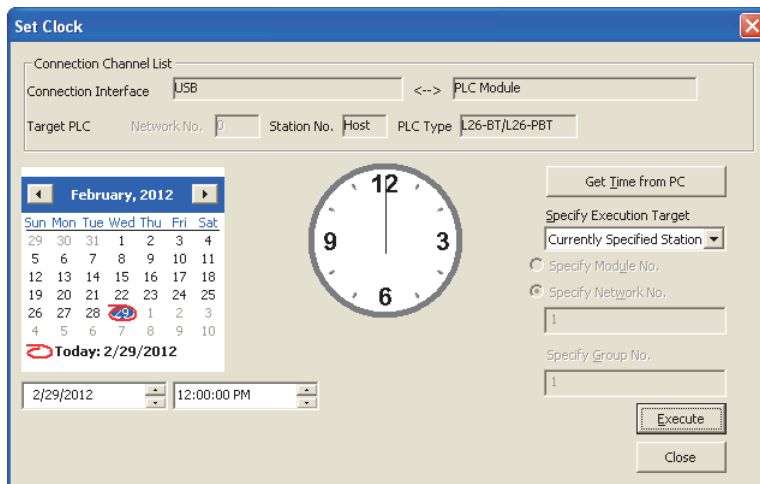 Set Clock
Connection Channel List
Connection Interface USB <--> PLC Module
Target PLC Network No. 0 Station No. Host PLC Type L26-BT/L26-PBT
February, 2012
Sun Mon Tue Wed Thu Fri Sat
29 30 31 1 2 3 4
5 6 7 8 9 10 11
12 13 14 15 16 17 18
19 20 21 22 23 24 25
26 27 28 29 1 2 3
4 5 6 7 8 9 10
Today: 2/29/2012
2/29/2012 12:00:00 PM
12
9 3
6
Get Time from PC
Specify Execution Target
Currently Specified Station
Specify Module No.
Specify Network No.
1
Specify Group No.
1
Execute
Close